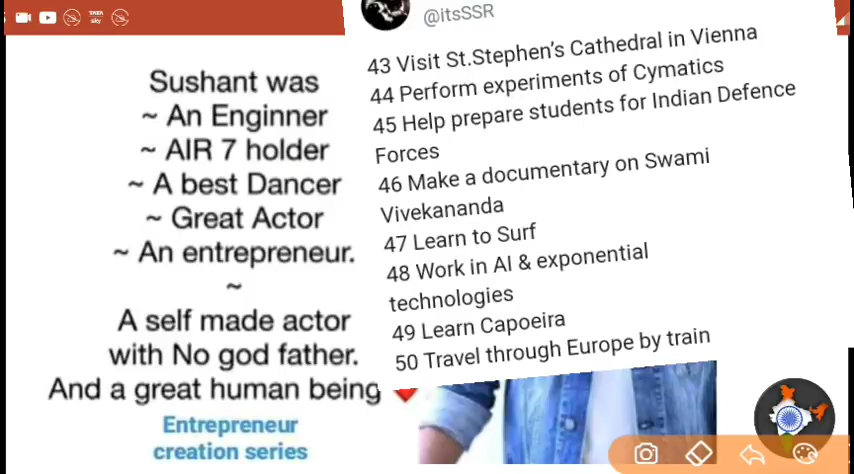 TATA
sky
Sushant was
~ An Enginner
~ AIR 7 holder
~ A best Dancer
~ Great Actor
~ An entrepreneur.
~
A self made actor
with No god father.
And a great human being
Entrepreneur
creation series
@itsSSR
43 Visit St.Stephen's Cathedral in Vienna
44 Perform experiments of Cymatics
45 Help prepare students for Indian Defence
Forces
46 Make a documentary on Swami
Vivekananda
47 Learn to Surf
48 Work in AI & exponential
technologies
49 Learn Capoeira
50 Travel through Europe by train